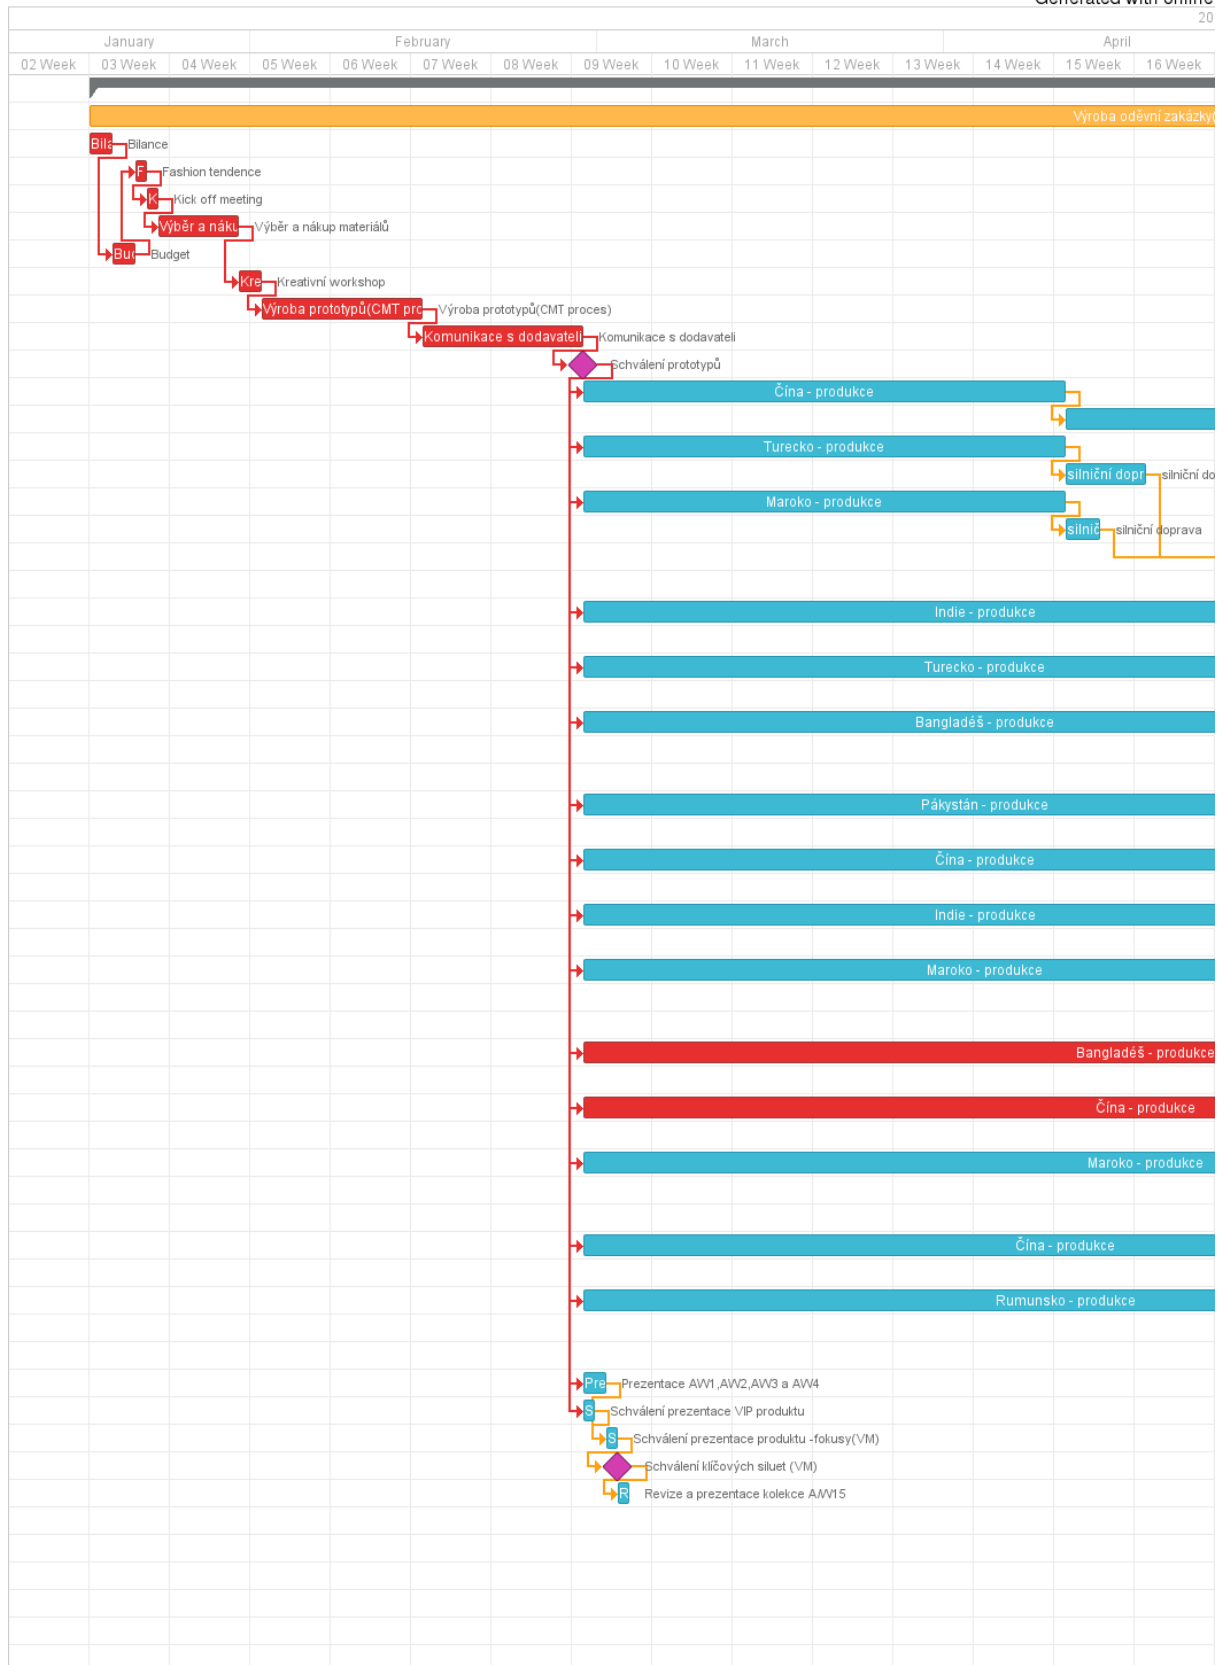 Generated with online
20
January February March April
02 Week 03 Week 04 Week 05 Week 06 Week 07 Week 08 Week 09 Week 10 Week 11 Week 12 Week 13 Week 14 Week 15 Week 16 Week
Výroba oděvní zakázky(
Bila Bilance
F Fashion tendence
K Kick off meeting
Výběr a náku Výběr a nákup materiálů
Bud Budget
Kre Kreativní workshop
Výroba prototypů(CMT pro Výroba prototypů(CMT proces)
Komunikace s dodavateli Komunikace s dodavateli
Schválení prototypů
Čína - produkce
Turecko - produkce
silniční dopr silniční do
Maroko - produkce
silnič silniční doprava
Indie - produkce
Turecko - produkce
Bangladéš - produkce
Pákystán - produkce
Čína - produkce
Indie - produkce
Maroko - produkce
Bangladéš - produkce
Čína - produkce
Maroko - produkce
Čína - produkce
Rumunsko - produkce
Pre Prezentace AW1,AW2,AW3 a AW4
S Schválení prezentace VIP produktu
S Schválení prezentace produktu -fokusy(VM)
Schválení klíčových siluet (VM)
R Revize a prezentace kolekce A/W15